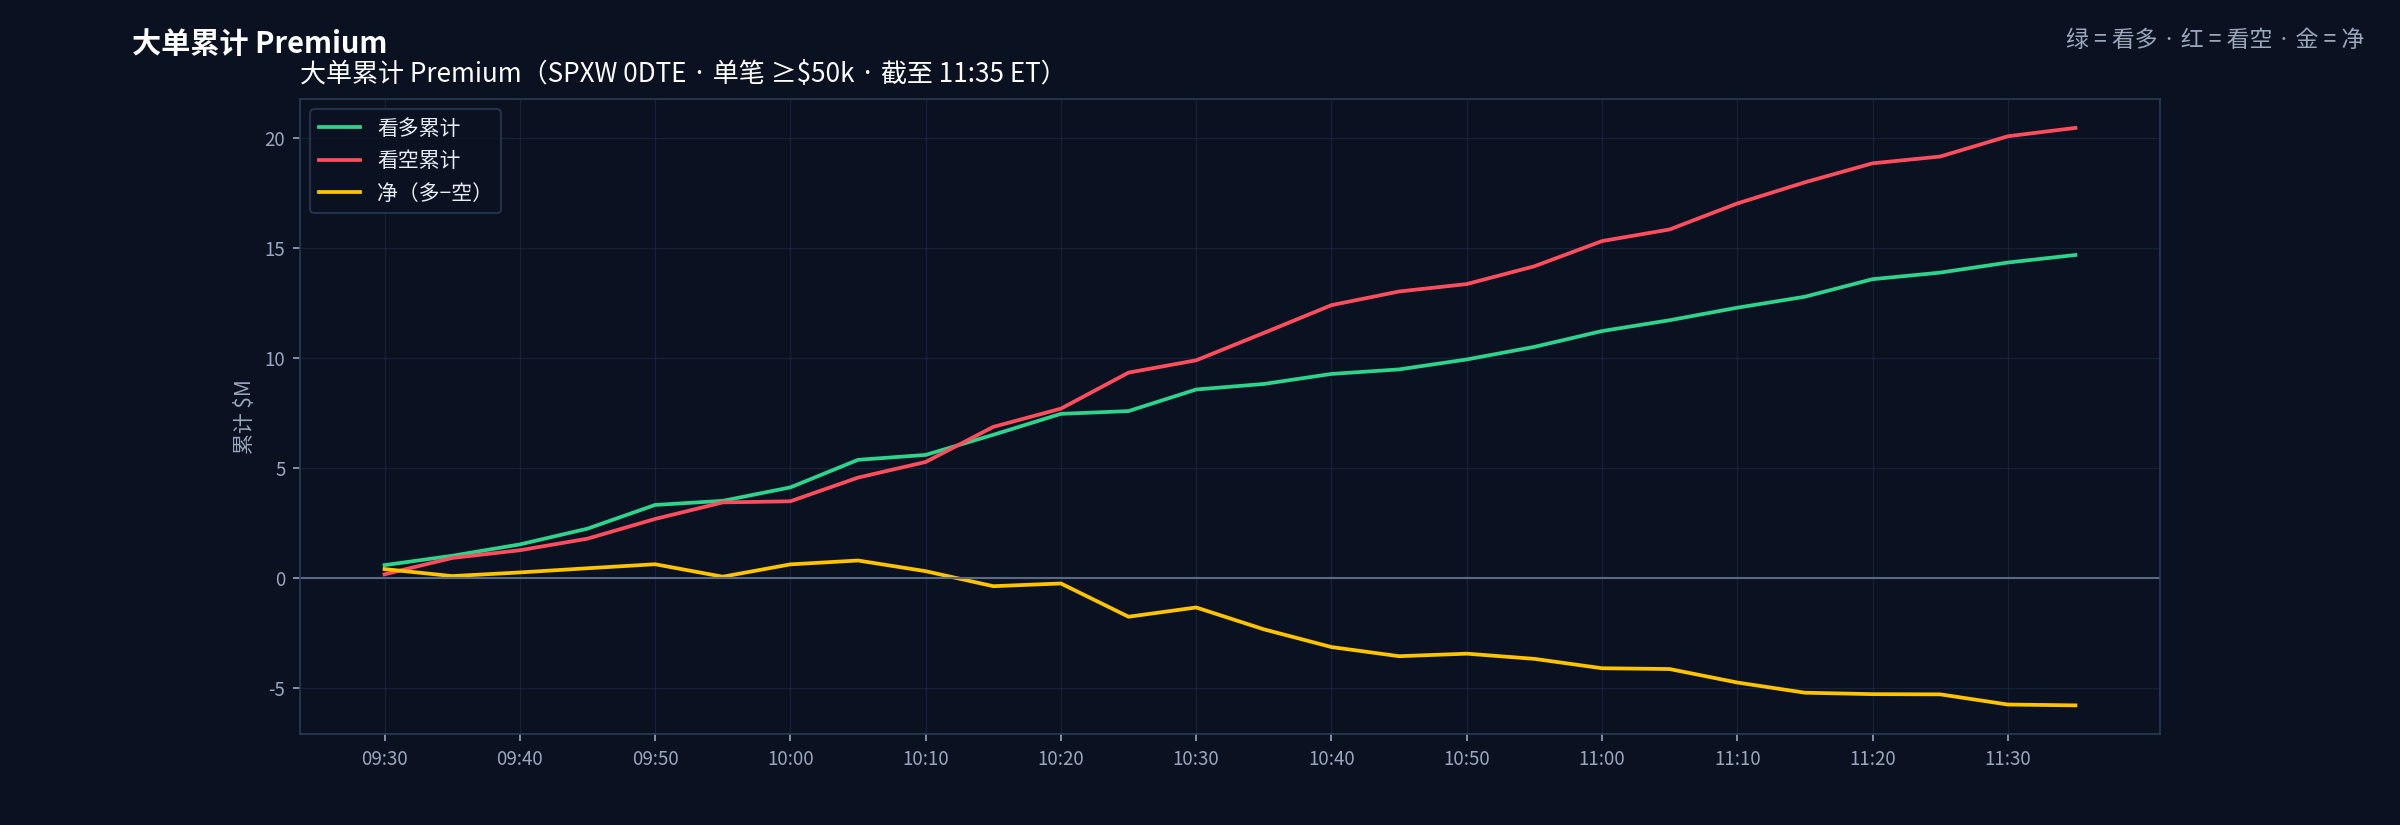 大单累计 Premium
绿 = 看多 · 红 = 看空 · 金 = 净
大单累计 Premium（SPXW 0DTE · 单笔 ≥$50k · 截至 11:35 ET）
看多累计
看空累计
净（多−空）
累计 $M
20
15
10
5
0
-5
09:30 09:40 09:50 10:00 10:10 10:20 10:30 10:40 10:50 11:00 11:10 11:20 11:30